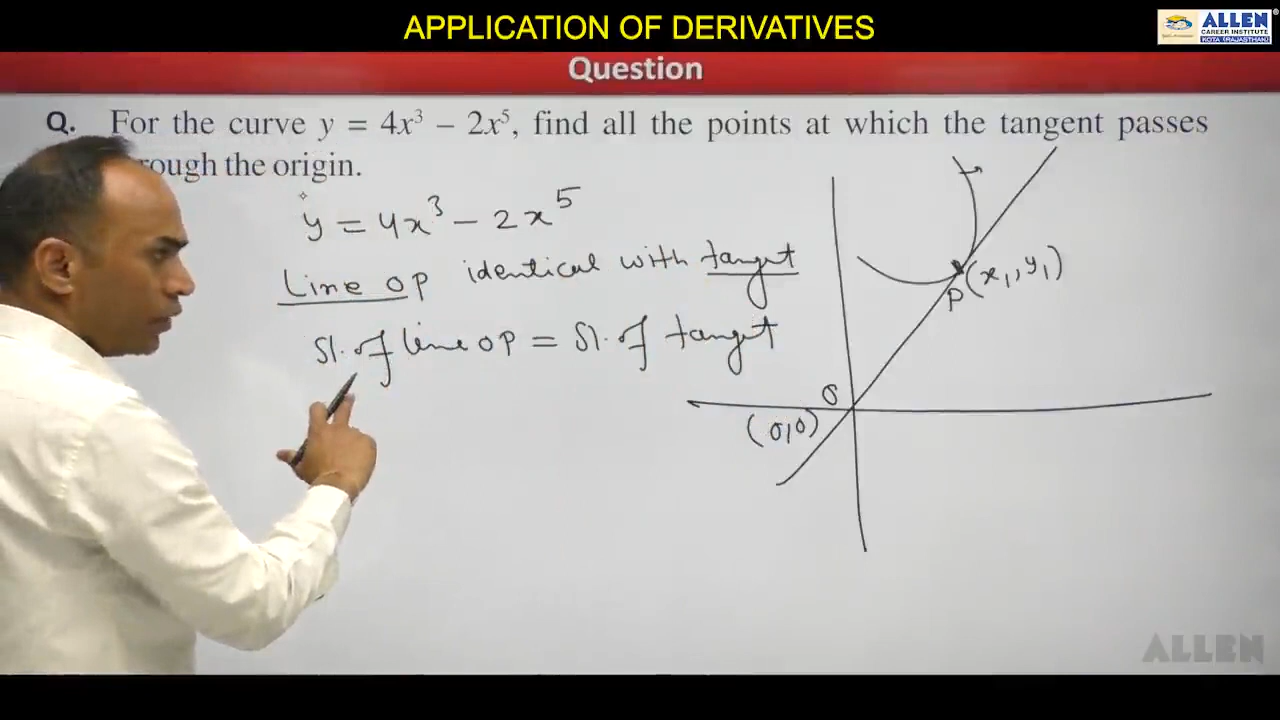 APPLICATION OF DERIVATIVES
ALLEN
CAREER INSTITUTE
KOTA (RAJASTHAN)
Question
Q. For the curve y = 4x³ – 2x⁵, find all the points at which the tangent passes
rough the origin.
y = 4x³ – 2x⁵
Line OP identical with tangent
Sl. of line OP = Sl. of tangent
P(x₁, y₁)
O
(0,0)
ALLEN